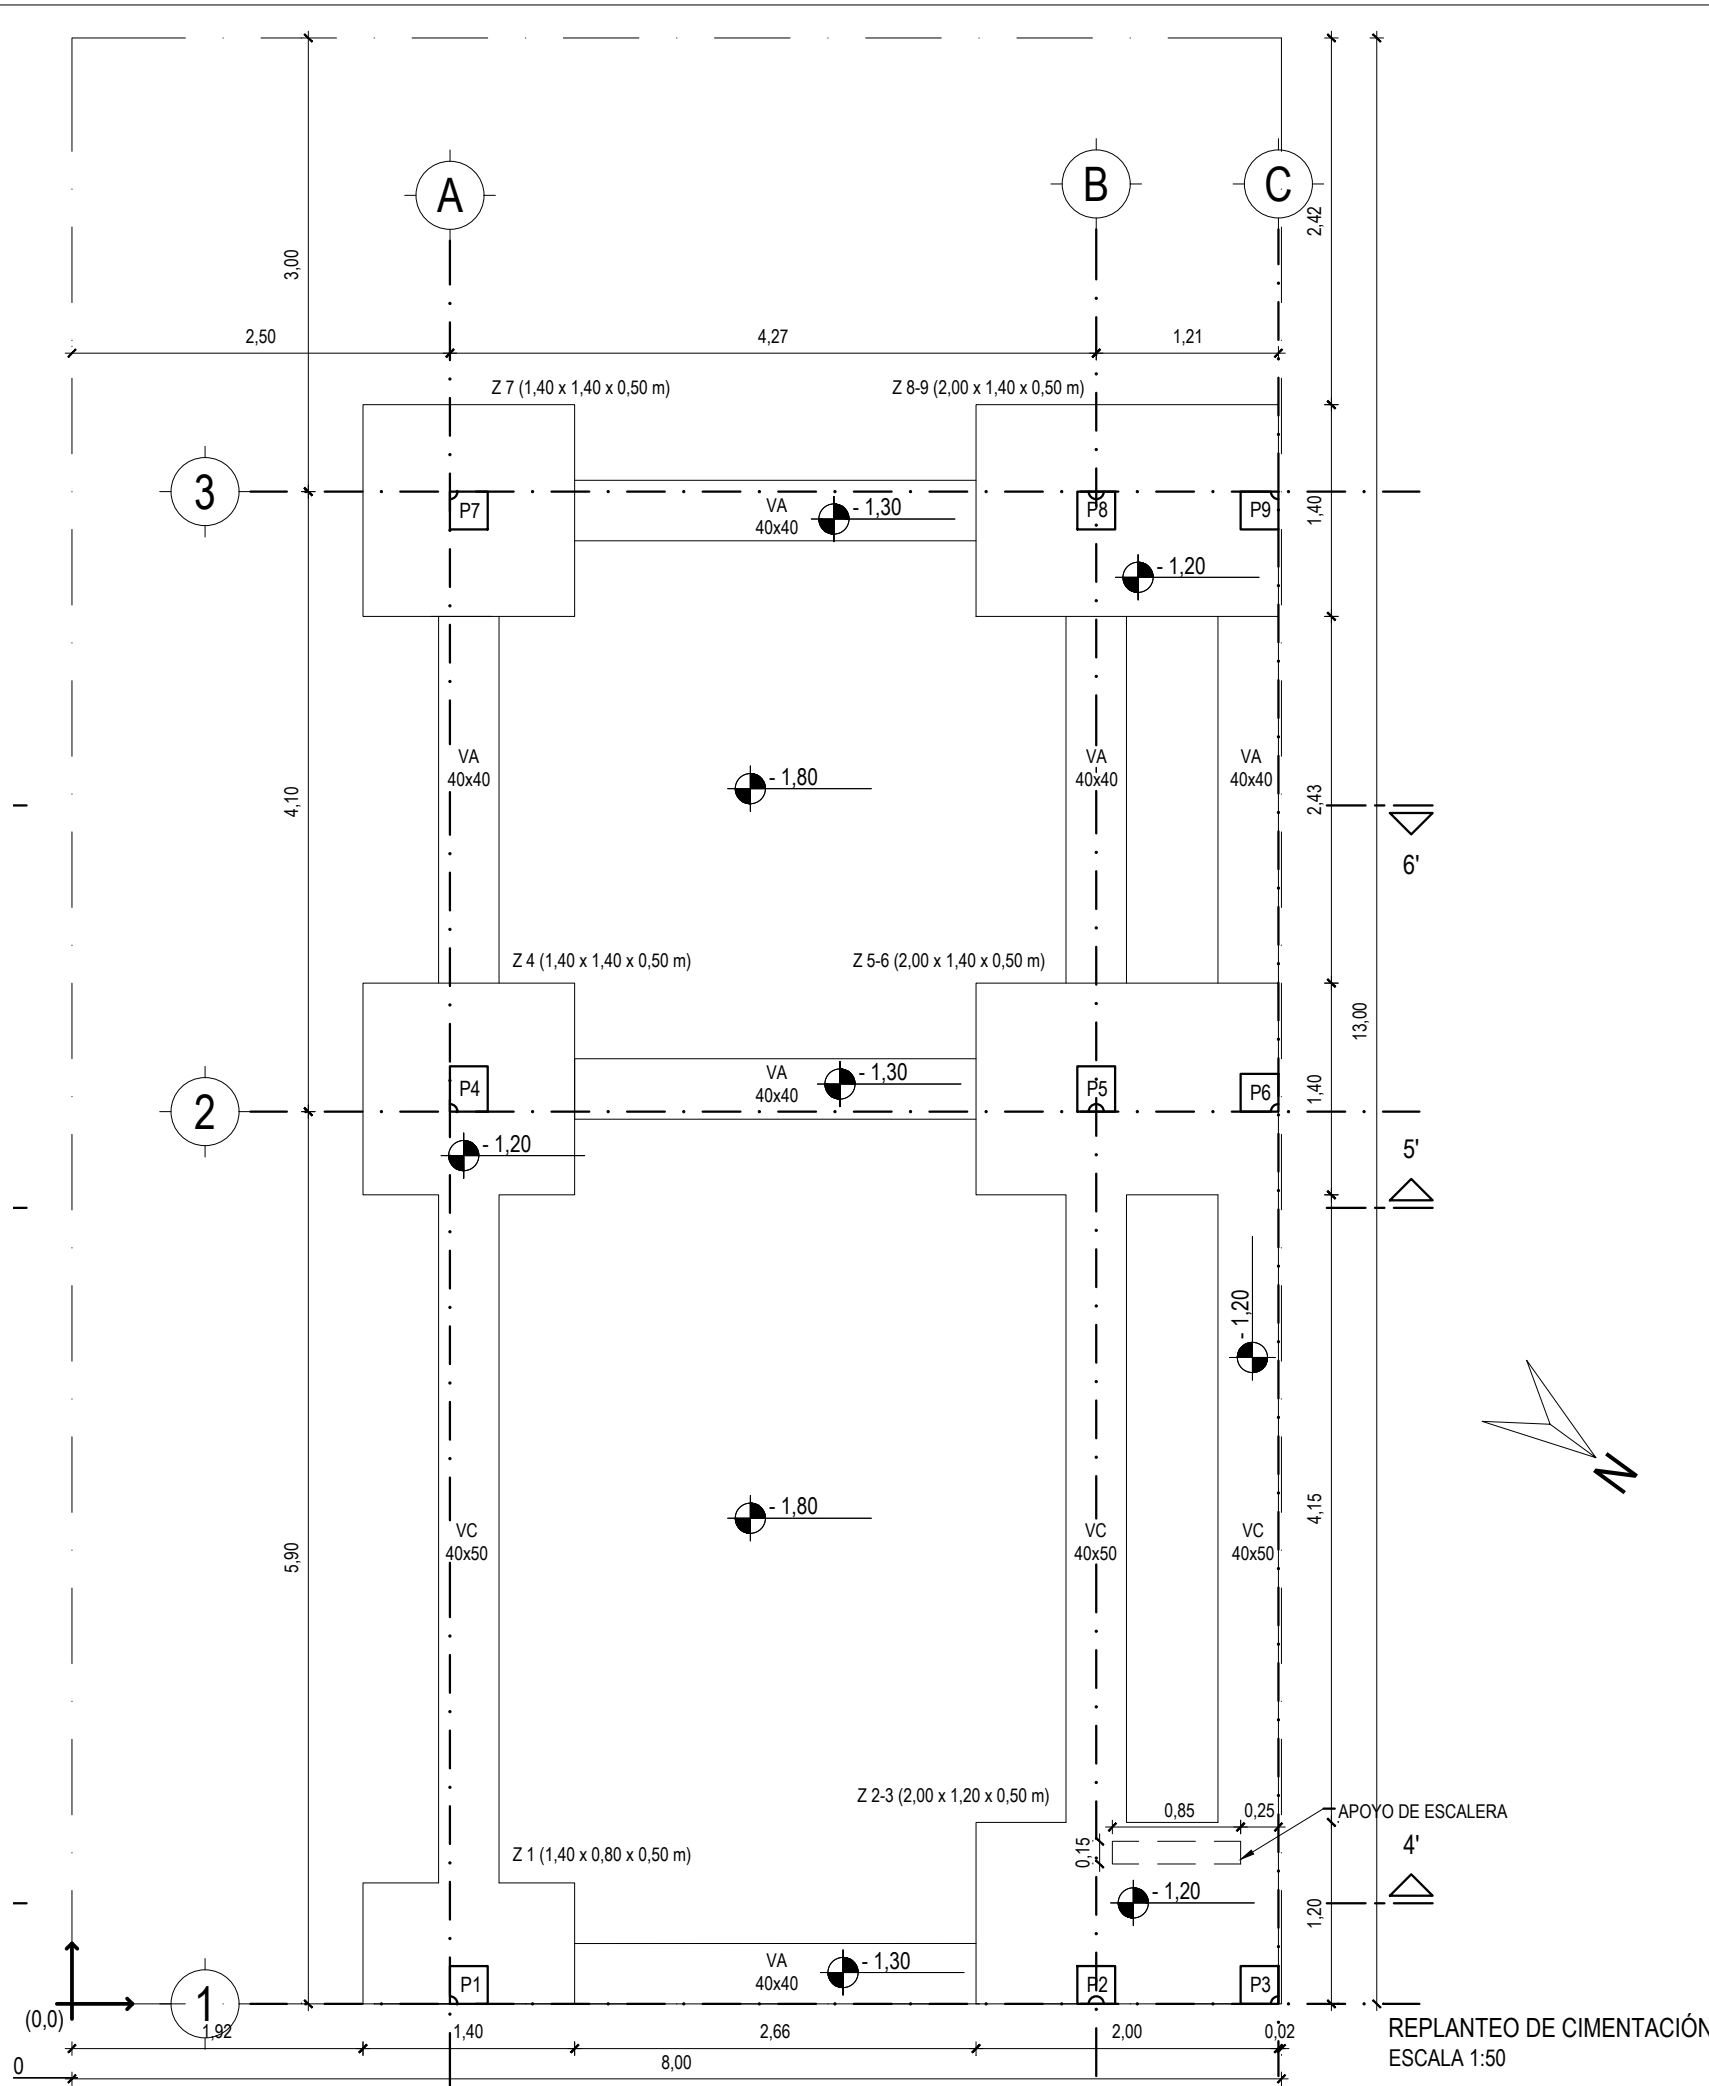 A
B
C
2,42
3,00
2,50
4,27
1,21
Z 7 (1,40 x 1,40 x 0,50 m)
Z 8-9 (2,00 x 1,40 x 0,50 m)
3
P7
VA
40x40
- 1,30
P8
P9
1,40
- 1,20
VA
40x40
- 1,80
VA
40x40
VA
40x40
4,10
2,43
6'
Z 4 (1,40 x 1,40 x 0,50 m)
Z 5-6 (2,00 x 1,40 x 0,50 m)
13,00
2
P4
VA
40x40
- 1,30
P5
P6
1,40
- 1,20
5'
- 1,20
N
- 1,80
4,15
5,90
VC
40x50
VC
40x50
VC
40x50
Z 2-3 (2,00 x 1,20 x 0,50 m)
0,85
0,25
APOYO DE ESCALERA
0,15
4'
Z 1 (1,40 x 0,80 x 0,50 m)
- 1,20
1,20
1
P1
VA
40x40
- 1,30
P2
P3
(0,0)
1,92
1,40
2,66
2,00
0,02
8,00
0
REPLANTEO DE CIMENTACIÓN
ESCALA 1:50